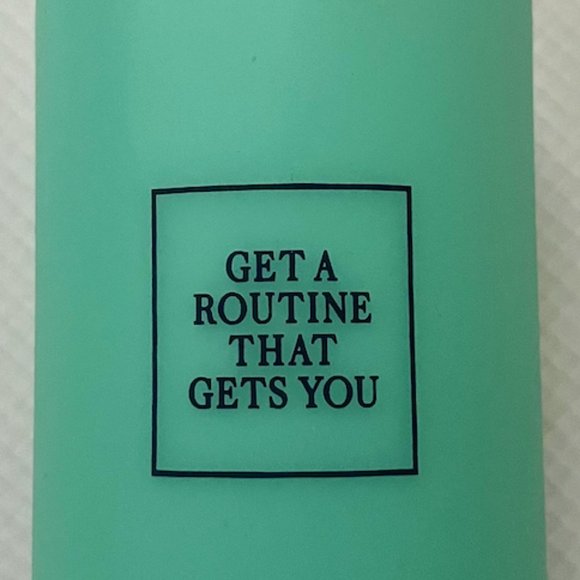 GET A
ROUTINE
THAT
GETS YOU